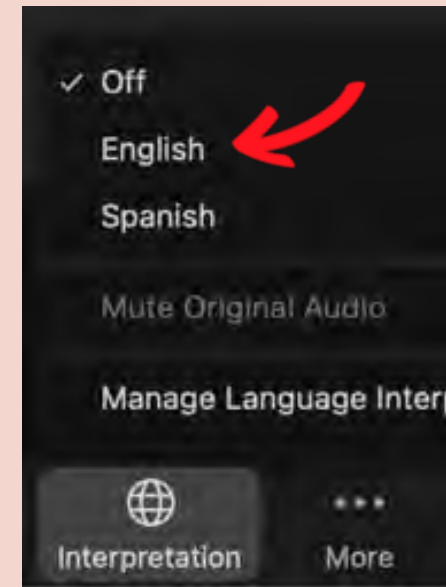 Off
English
Spanish
Mute Original Audio
Manage Language Interp
Interpretation
More